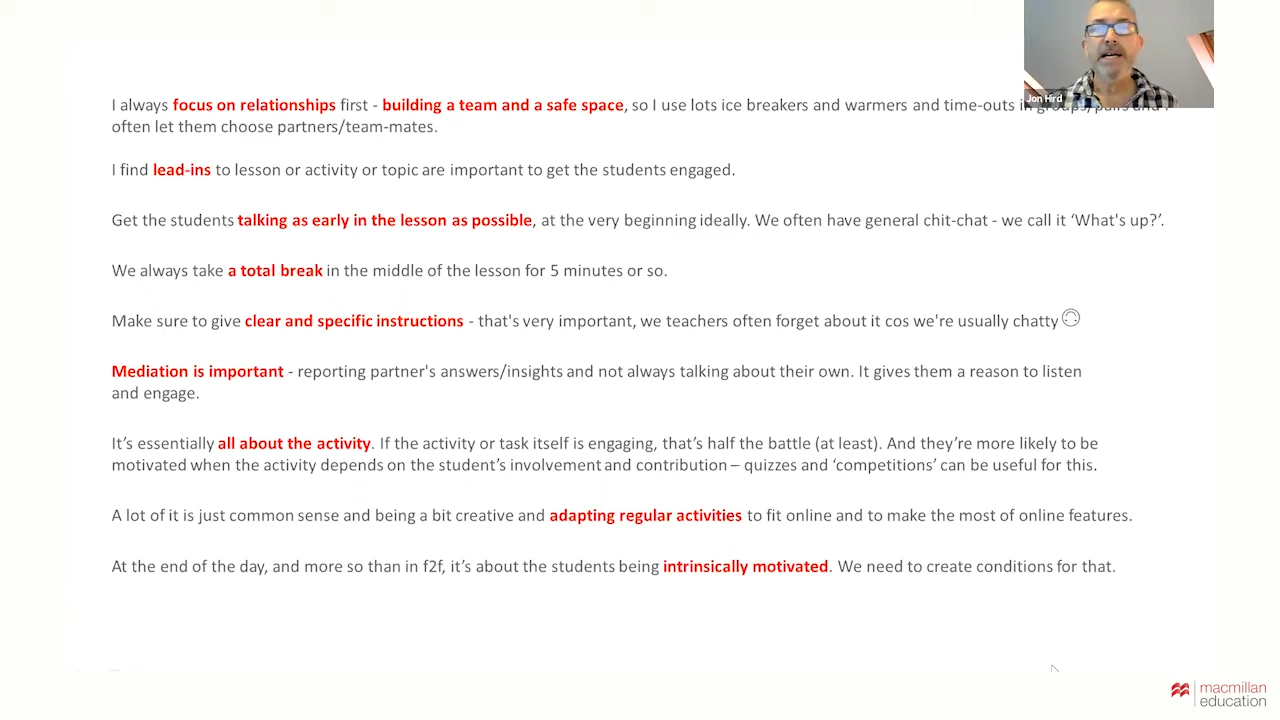 I always focus on relationships first - building a team and a safe space, so I use lots ice breakers and warmers and time-outs in groups/pairs and I
often let them choose partners/team-mates.
I find lead-ins to lesson or activity or topic are important to get the students engaged.
Get the students talking as early in the lesson as possible, at the very beginning ideally. We often have general chit-chat - we call it ‘What's up?’.
We always take a total break in the middle of the lesson for 5 minutes or so.
Make sure to give clear and specific instructions - that's very important, we teachers often forget about it cos we're usually chatty
Mediation is important - reporting partner's answers/insights and not always talking about their own. It gives them a reason to listen
and engage.
It’s essentially all about the activity. If the activity or task itself is engaging, that’s half the battle (at least). And they’re more likely to be
motivated when the activity depends on the student’s involvement and contribution – quizzes and ‘competitions’ can be useful for this.
A lot of it is just common sense and being a bit creative and adapting regular activities to fit online and to make the most of online features.
At the end of the day, and more so than in f2f, it’s about the students being intrinsically motivated. We need to create conditions for that.
Jon Hird
macmillan
education